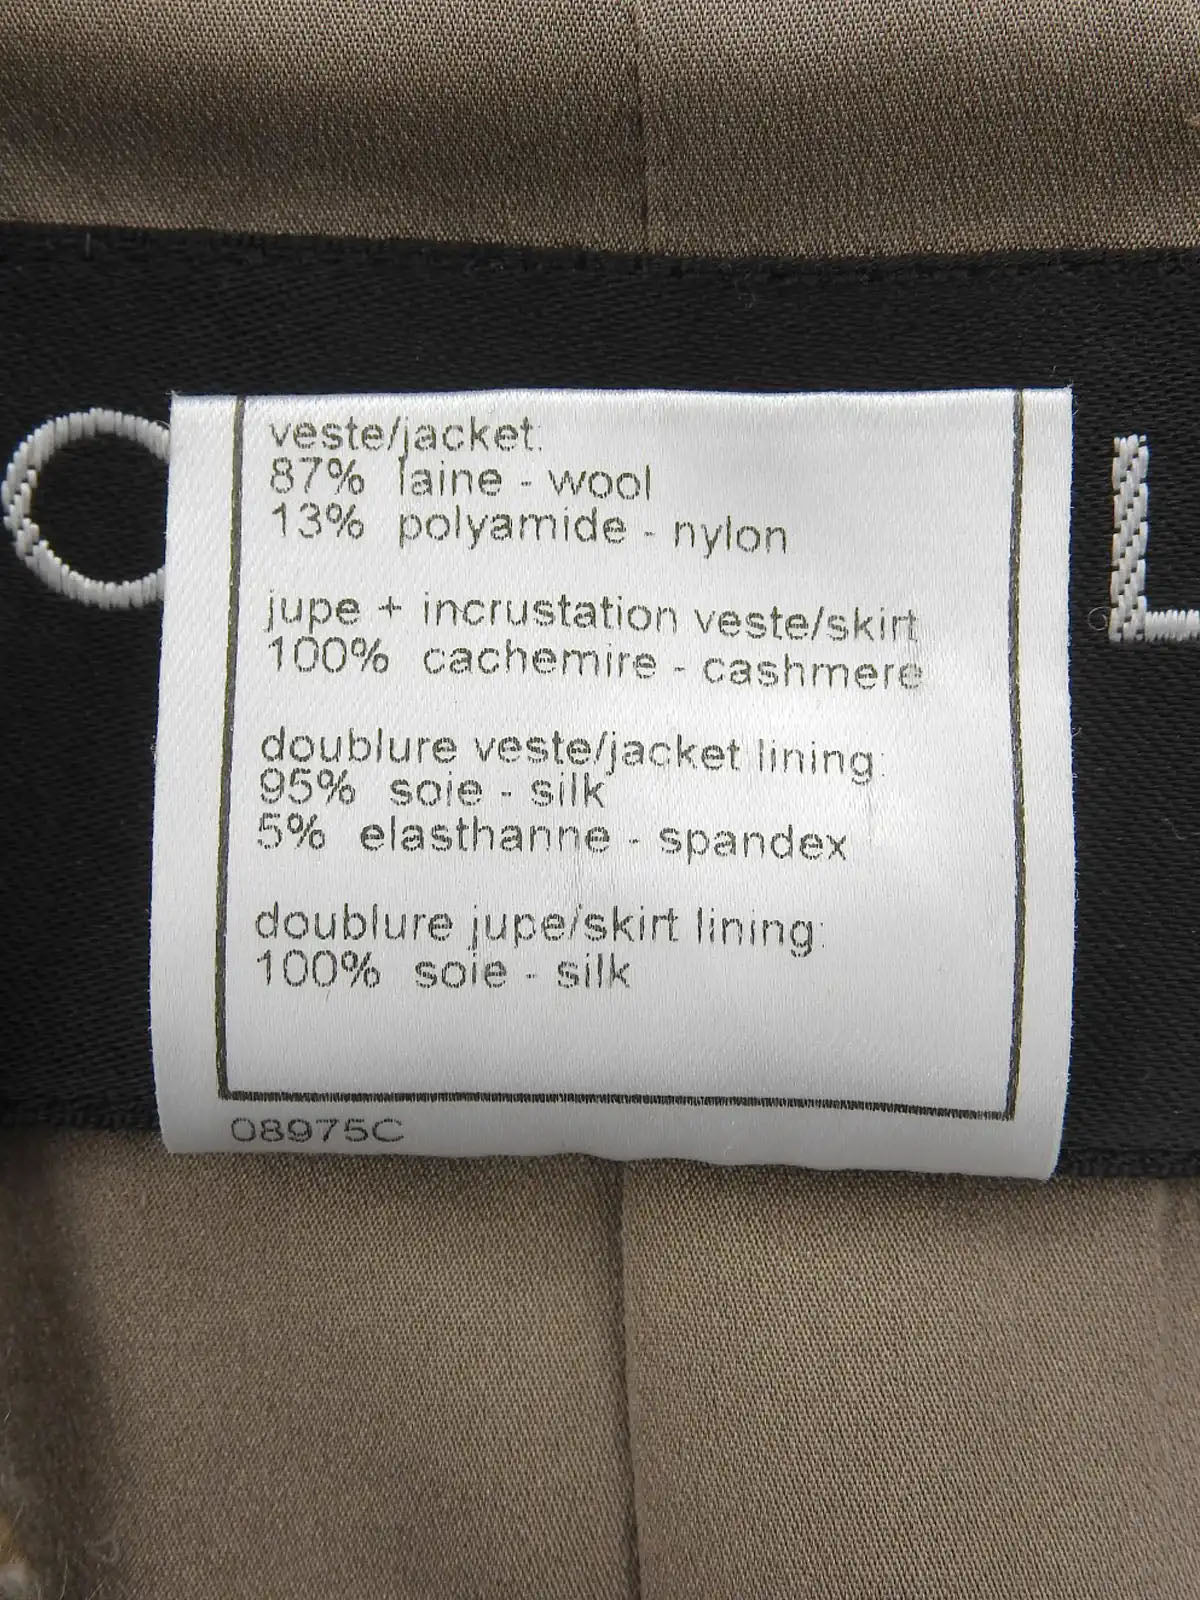 veste/jacket:
87% laine - wool
13% polyamide - nylon
jupe + incrustation veste/skirt
100% cachemire - cashmere
doublure veste/jacket lining:
95% soie - silk
5% elasthanne - spandex
doublure jupe/skirt lining:
100% soie - silk
08975C
O L